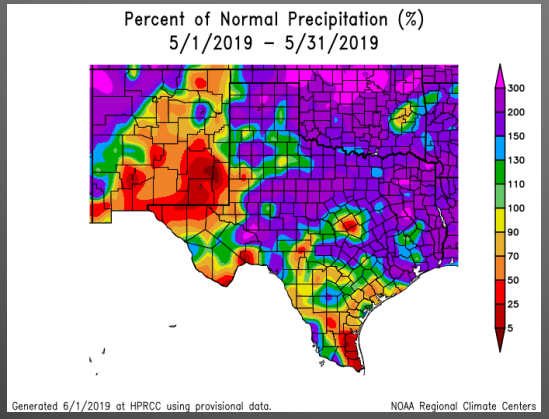 Percent of Normal Precipitation (%)
5/1/2019 – 5/31/2019
300
200
150
130
110
100
90
70
50
25
5
Generated 6/1/2019 at HPRCC using provisional data.
NOAA Regional Climate Centers